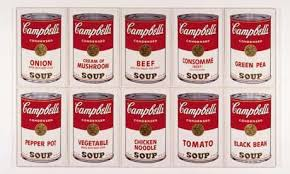 Campbell's
CONDENSED
ONION
SOUP
Campbell's
CONDENSED
CREAM OF
MUSHROOM
SOUP
Campbell's
CONDENSED
BEEF
SOUP
Campbell's
CONDENSED
CONSOMMÉ
(BEEF)
SOUP
Campbell's
CONDENSED
GREEN PEA
SOUP
Campbell's
CONDENSED
PEPPER POT
SOUP
Campbell's
CONDENSED
VEGETABLE
SOUP
Campbell's
CONDENSED
CHICKEN
NOODLE
SOUP
Campbell's
CONDENSED
TOMATO
SOUP
Campbell's
CONDENSED
BLACK BEAN
SOUP